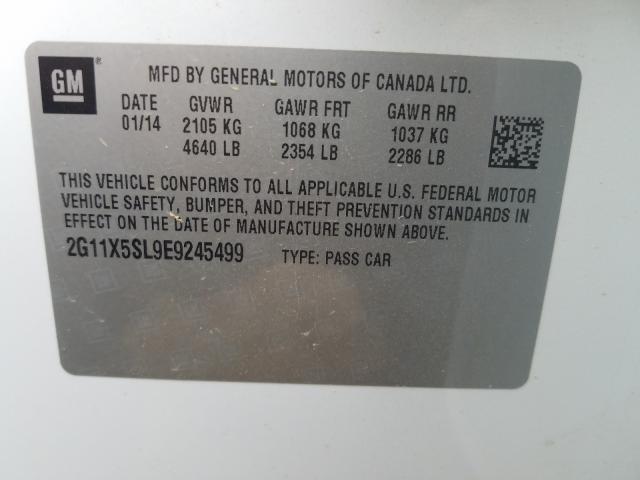 GM ®
MFD BY GENERAL MOTORS OF CANADA LTD.
DATE GVWR GAWR FRT GAWR RR
01/14 2105 KG 1068 KG 1037 KG
4640 LB 2354 LB 2286 LB
THIS VEHICLE CONFORMS TO ALL APPLICABLE U.S. FEDERAL MOTOR
VEHICLE SAFETY, BUMPER, AND THEFT PREVENTION STANDARDS IN
EFFECT ON THE DATE OF MANUFACTURE SHOWN ABOVE.
2G11X5SL9E9245499 TYPE: PASS CAR